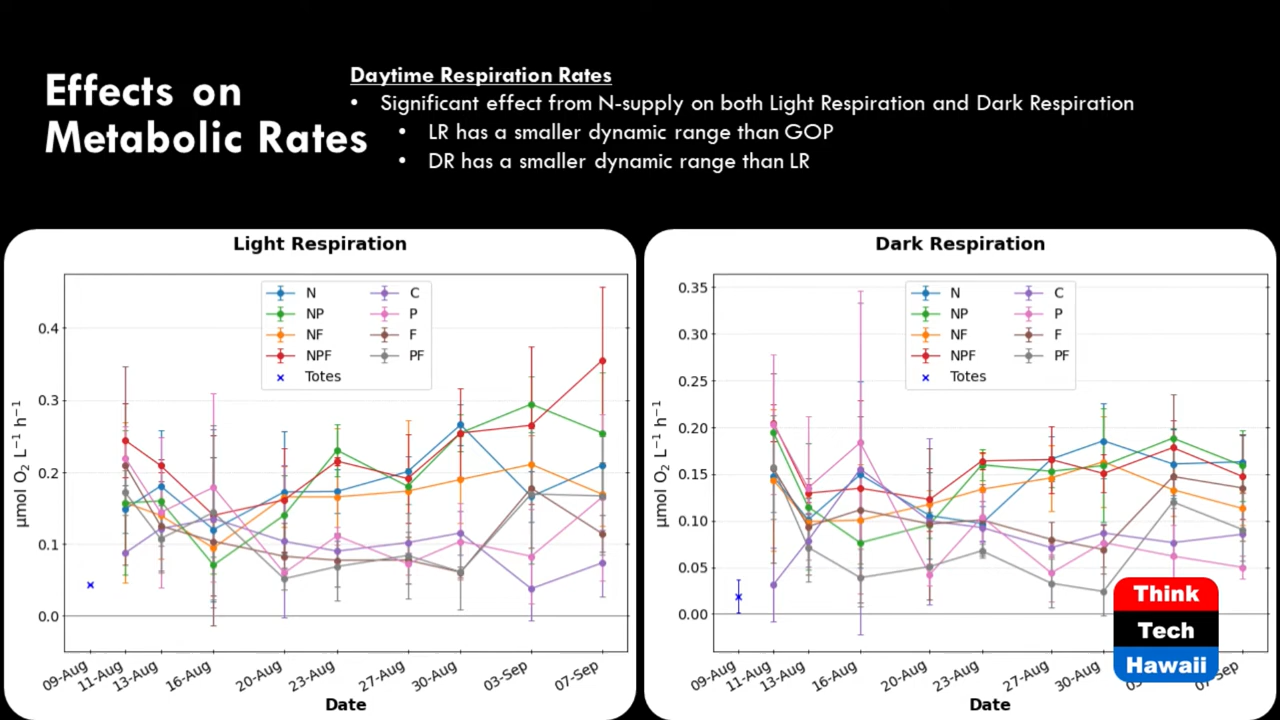 Effects on
Metabolic Rates
Daytime Respiration Rates
• Significant effect from N-supply on both Light Respiration and Dark Respiration
• LR has a smaller dynamic range than GOP
• DR has a smaller dynamic range than LR
Light Respiration
N
NP
NF
NPF
Totes
C
P
F
PF
0.4
0.3
0.2
0.1
0.0
μmol O₂ L⁻¹ h⁻¹
09-Aug
11-Aug
13-Aug
16-Aug
20-Aug
23-Aug
27-Aug
30-Aug
03-Sep
07-Sep
Date
Dark Respiration
N
NP
NF
NPF
Totes
C
P
F
PF
0.35
0.30
0.25
0.20
0.15
0.10
0.05
0.00
μmol O₂ L⁻¹ h⁻¹
09-Aug
11-Aug
13-Aug
16-Aug
20-Aug
23-Aug
27-Aug
30-Aug
07-Sep
Date
Think
Tech
Hawaii